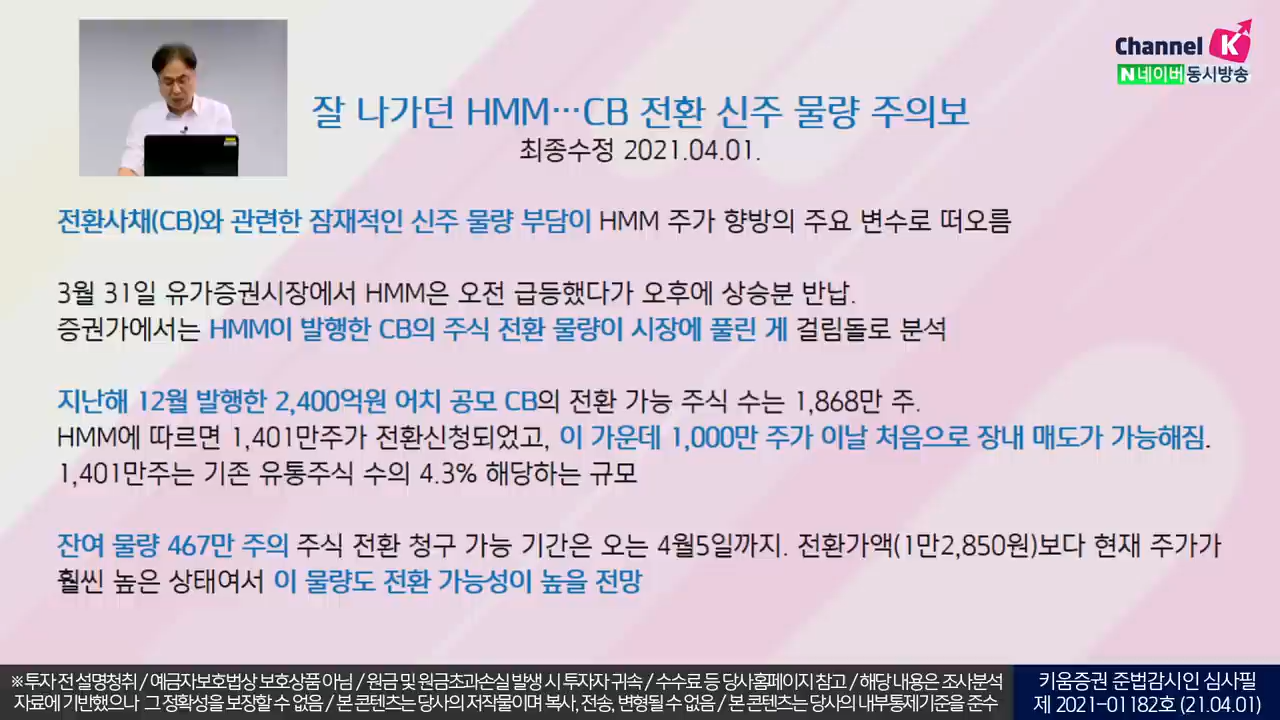 Channel K
N 네이버 동시방송
잘 나가던 HMM…CB 전환 신주 물량 주의보
최종수정 2021.04.01.
전환사채(CB)와 관련한 잠재적인 신주 물량 부담이 HMM 주가 향방의 주요 변수로 떠오름
3월 31일 유가증권시장에서 HMM은 오전 급등했다가 오후에 상승분 반납.
증권가에서는 HMM이 발행한 CB의 주식 전환 물량이 시장에 풀린 게 걸림돌로 분석
지난해 12월 발행한 2,400억원 어치 공모 CB의 전환 가능 주식 수는 1,868만 주.
HMM에 따르면 1,401만주가 전환신청되었고, 이 가운데 1,000만 주가 이날 처음으로 장내 매도가 가능해짐.
1,401만주는 기존 유통주식 수의 4.3% 해당하는 규모
잔여 물량 467만 주의 주식 전환 청구 가능 기간은 오는 4월5일까지. 전환가액(1만2,850원)보다 현재 주가가
훨씬 높은 상태여서 이 물량도 전환 가능성이 높을 전망
※투자 전 설명청취 / 예금자보호법상 보호상품 아님 / 원금 및 원금초과손실 발생 시 투자자 귀속 / 수수료 등 당사홈페이지 참고 / 해당 내용은 조사분석
자료에 기반했으나 그 정확성을 보장할 수 없음 / 본 콘텐츠는 당사의 저작물이며 복사, 전송, 변형될 수 없음 / 본 콘텐츠는 당사의 내부통제기준을 준수
키움증권 준법감시인 심사필
제 2021-01182호 (21.04.01)